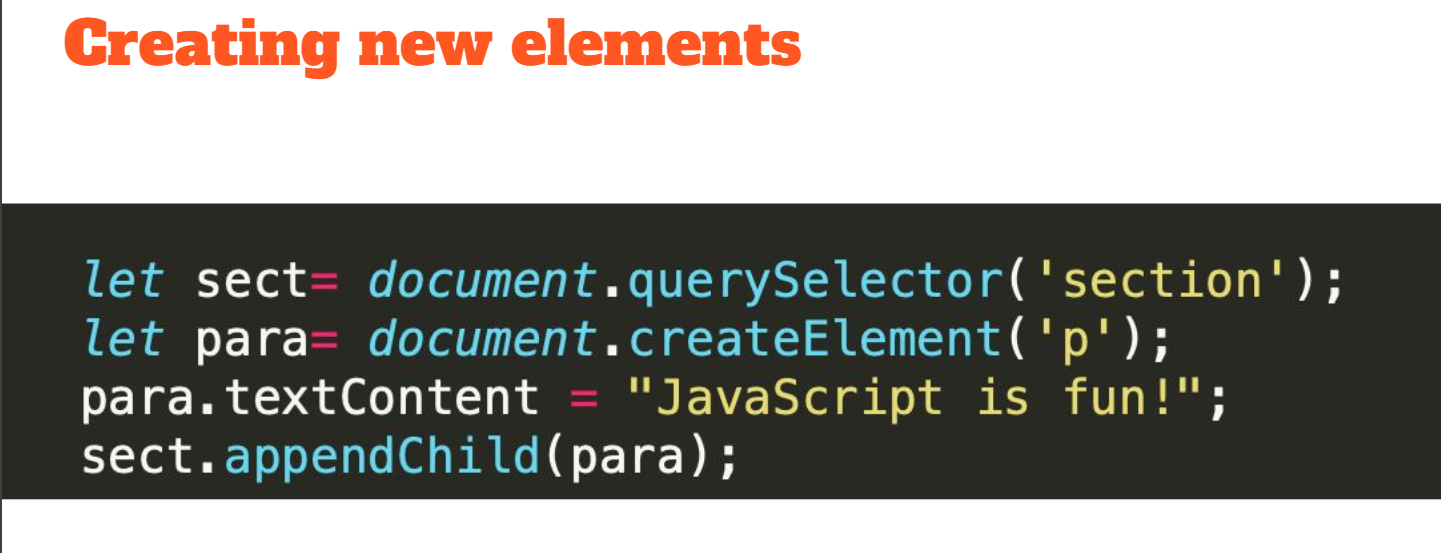 Creating new elements
let sect= document.querySelector('section');
let para= document.createElement('p');
para.textContent = "JavaScript is fun!";
sect.appendChild(para);